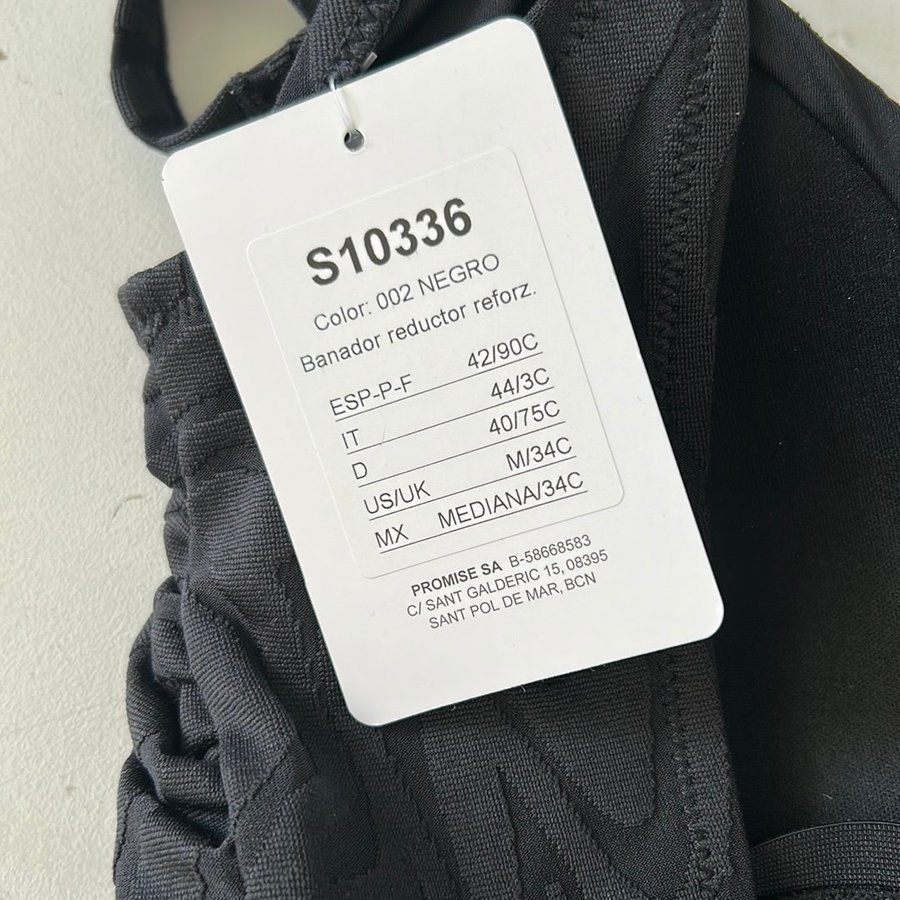 S10336
Color: 002 NEGRO
Banador reductor reforz.
ESP-P-F 42/90C
IT 44/3C
D 40/75C
US/UK M/34C
MX MEDIANA/34C
PROMISE SA B-58668583
C/ SANT GALDERIC 15, 08395
SANT POL DE MAR, BCN